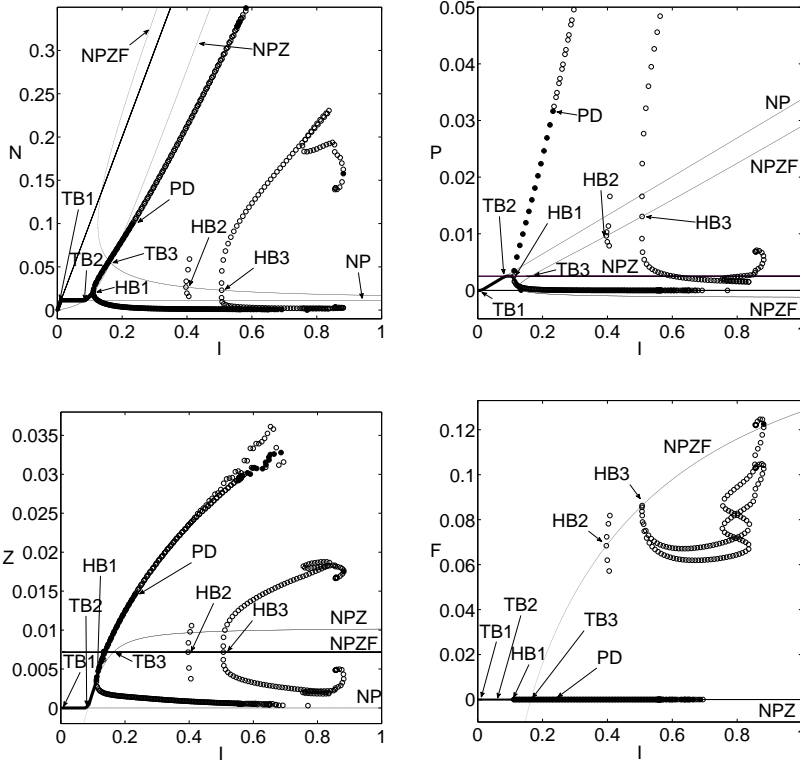 0.3
0.25
0.2
0.15
0.1
0.05
0
N
NPZF
NPZ
TB1
TB2
PD
HB2
TB3
HB3
HB1
NP
0 0.2 0.4 0.6 0.8 1
I
0.05
0.04
0.03
0.02
0.01
0
P
PD
NP
NPZF
HB2
TB2
HB1
HB3
TB3
NPZ
TB1
NPZF
0 0.2 0.4 0.6 0.8 1
I
0.035
0.03
0.025
0.02
0.015
0.01
0.005
0
Z
HB1
PD
TB2
HB2
HB3
NPZ
NPZF
TB1
TB3
NP
0 0.2 0.4 0.6 0.8 1
I
0.12
0.1
0.08
0.06
0.04
0.02
0
F
NPZF
HB3
HB2
TB2
TB1
TB3
HB1
PD
NPZ
0 0.2 0.4 0.6 0.8 1
I